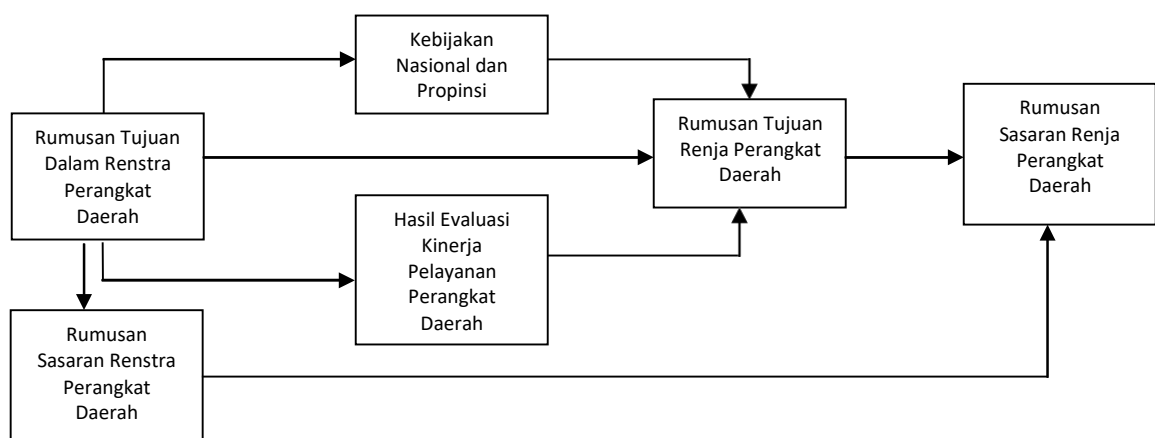 Kebijakan
Nasional dan
Propinsi
Rumusan Tujuan
Dalam Renstra
Perangkat
Daerah
Rumusan Tujuan
Renja Perangkat
Daerah
Rumusan
Sasaran Renja
Perangkat
Daerah
Hasil Evaluasi
Kinerja
Pelayanan
Perangkat
Daerah
Rumusan
Sasaran Renstra
Perangkat
Daerah